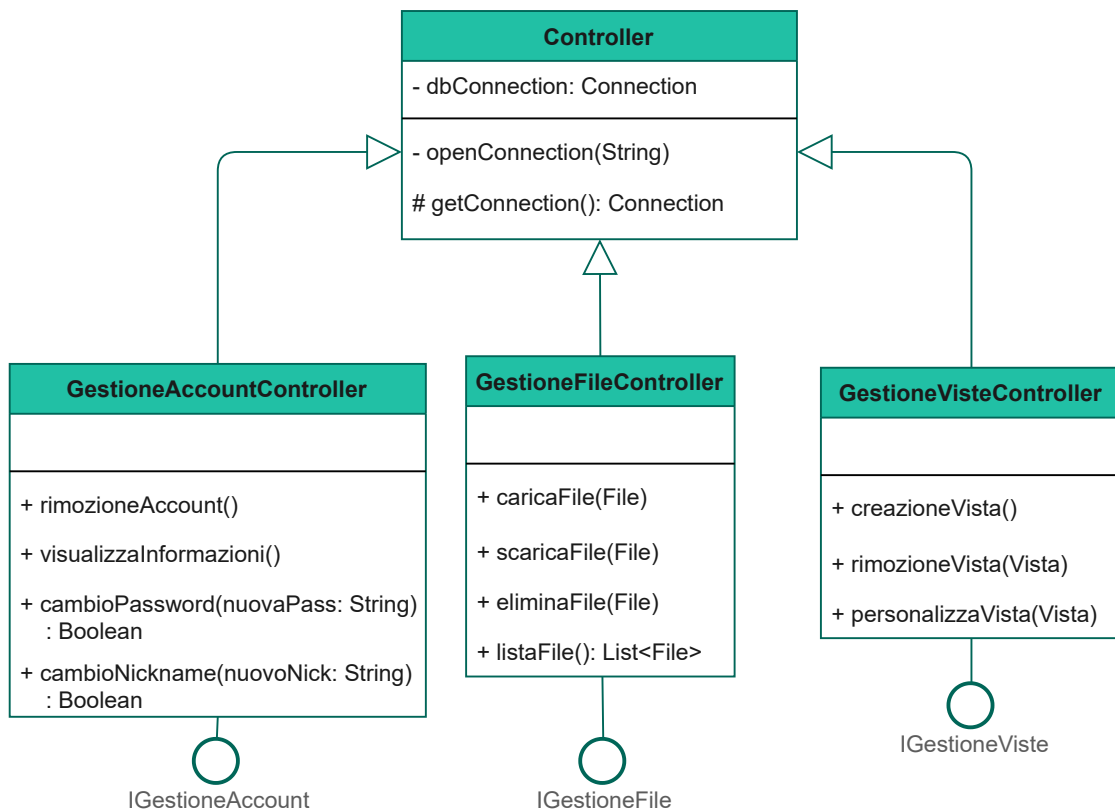 Controller
- dbConnection: Connection
- openConnection(String)
# getConnection(): Connection
GestioneAccountController
+ rimozioneAccount()
+ visualizzaInformazioni()
+ cambioPassword(nuovaPass: String)
: Boolean
+ cambioNickname(nuovoNick: String)
: Boolean
IGestioneAccount
GestioneFileController
+ caricaFile(File)
+ scaricaFile(File)
+ eliminaFile(File)
+ listaFile(): List<File>
IGestioneFile
GestioneVisteController
+ creazioneVista()
+ rimozioneVista(Vista)
+ personalizzaVista(Vista)
IGestioneViste